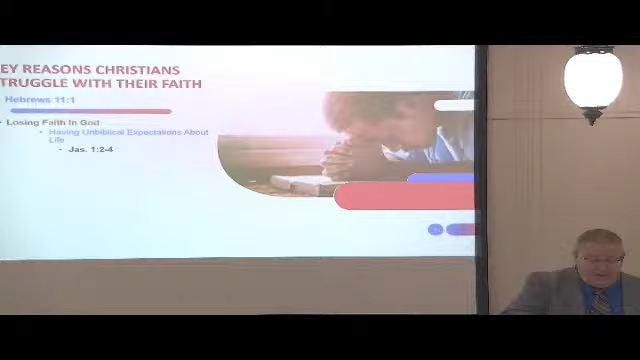 EY REASONS CHRISTIANS
TRUGGLE WITH THEIR FAITH
Hebrews 11:1
• Losing Faith In God
• Having Unbiblical Expectations About
Life
• Jas. 1:2-4